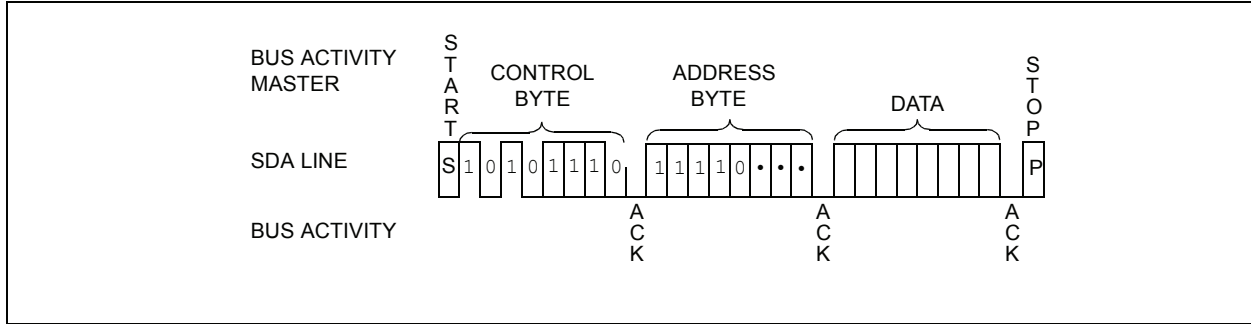 BUS ACTIVITY
MASTER
START
CONTROL
BYTE
ADDRESS
BYTE
DATA
STOP
SDA LINE
S 1 0 1 0 1 1 1 0 1 1 1 1 0 • • • P
BUS ACTIVITY
ACK
ACK
ACK